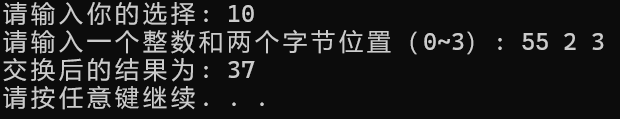 请输入你的选择: 10
请输入一个整数和两个字节位置（0~3）: 55 2 3
交换后的结果为: 37
请按任意键继续. . .